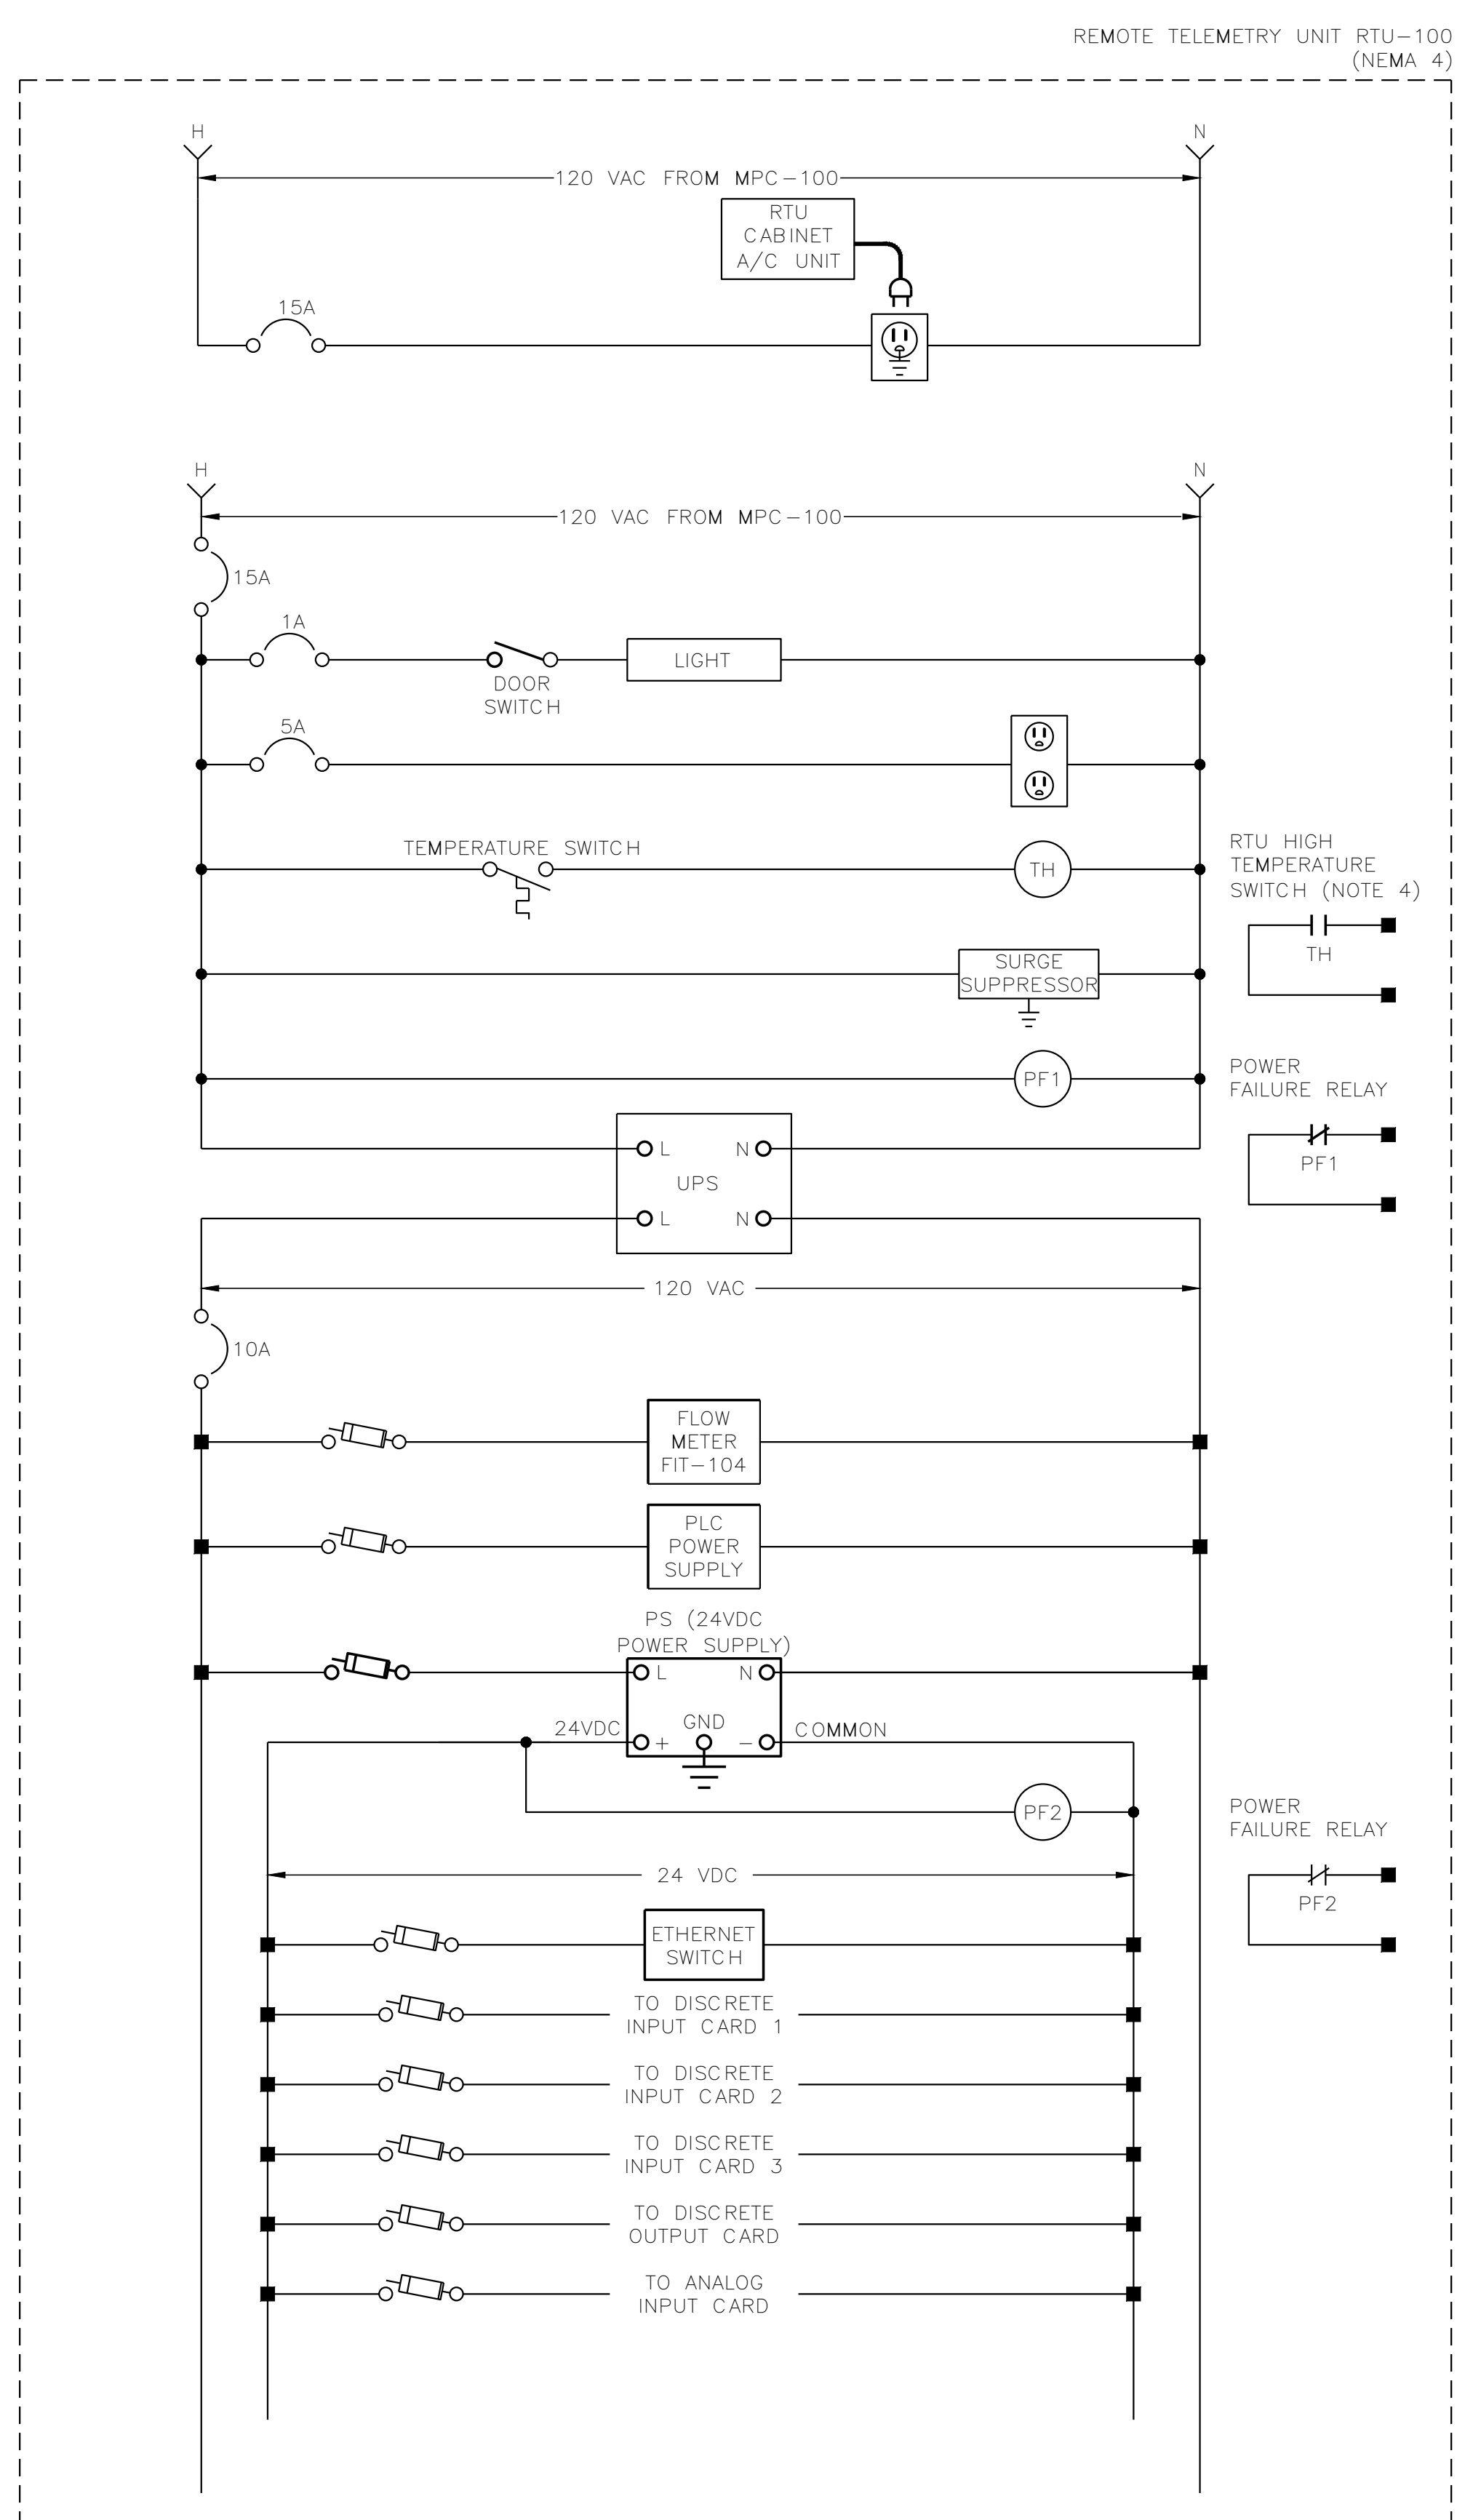 REMOTE TELEMETRY UNIT RTU-100
(NEMA 4)
H
N
120 VAC FROM MPC-100
RTU
CABINET
A/C UNIT
15A
H
N
120 VAC FROM MPC-100
15A
1A
LIGHT
DOOR
SWITCH
5A
TEMPERATURE SWITCH
TH
RTU HIGH
TEMPERATURE
SWITCH (NOTE 4)
TH
SURGE
SUPPRESSOR
PF1
POWER
FAILURE RELAY
PF1
L
N
UPS
L
N
120 VAC
10A
FLOW
METER
FIT-104
PLC
POWER
SUPPLY
PS (24VDC
POWER SUPPLY)
L
N
24VDC
GND
COMMON
+
-
PF2
POWER
FAILURE RELAY
PF2
24 VDC
ETHERNET
SWITCH
TO DISCRETE
INPUT CARD 1
TO DISCRETE
INPUT CARD 2
TO DISCRETE
INPUT CARD 3
TO DISCRETE
OUTPUT CARD
TO ANALOG
INPUT CARD